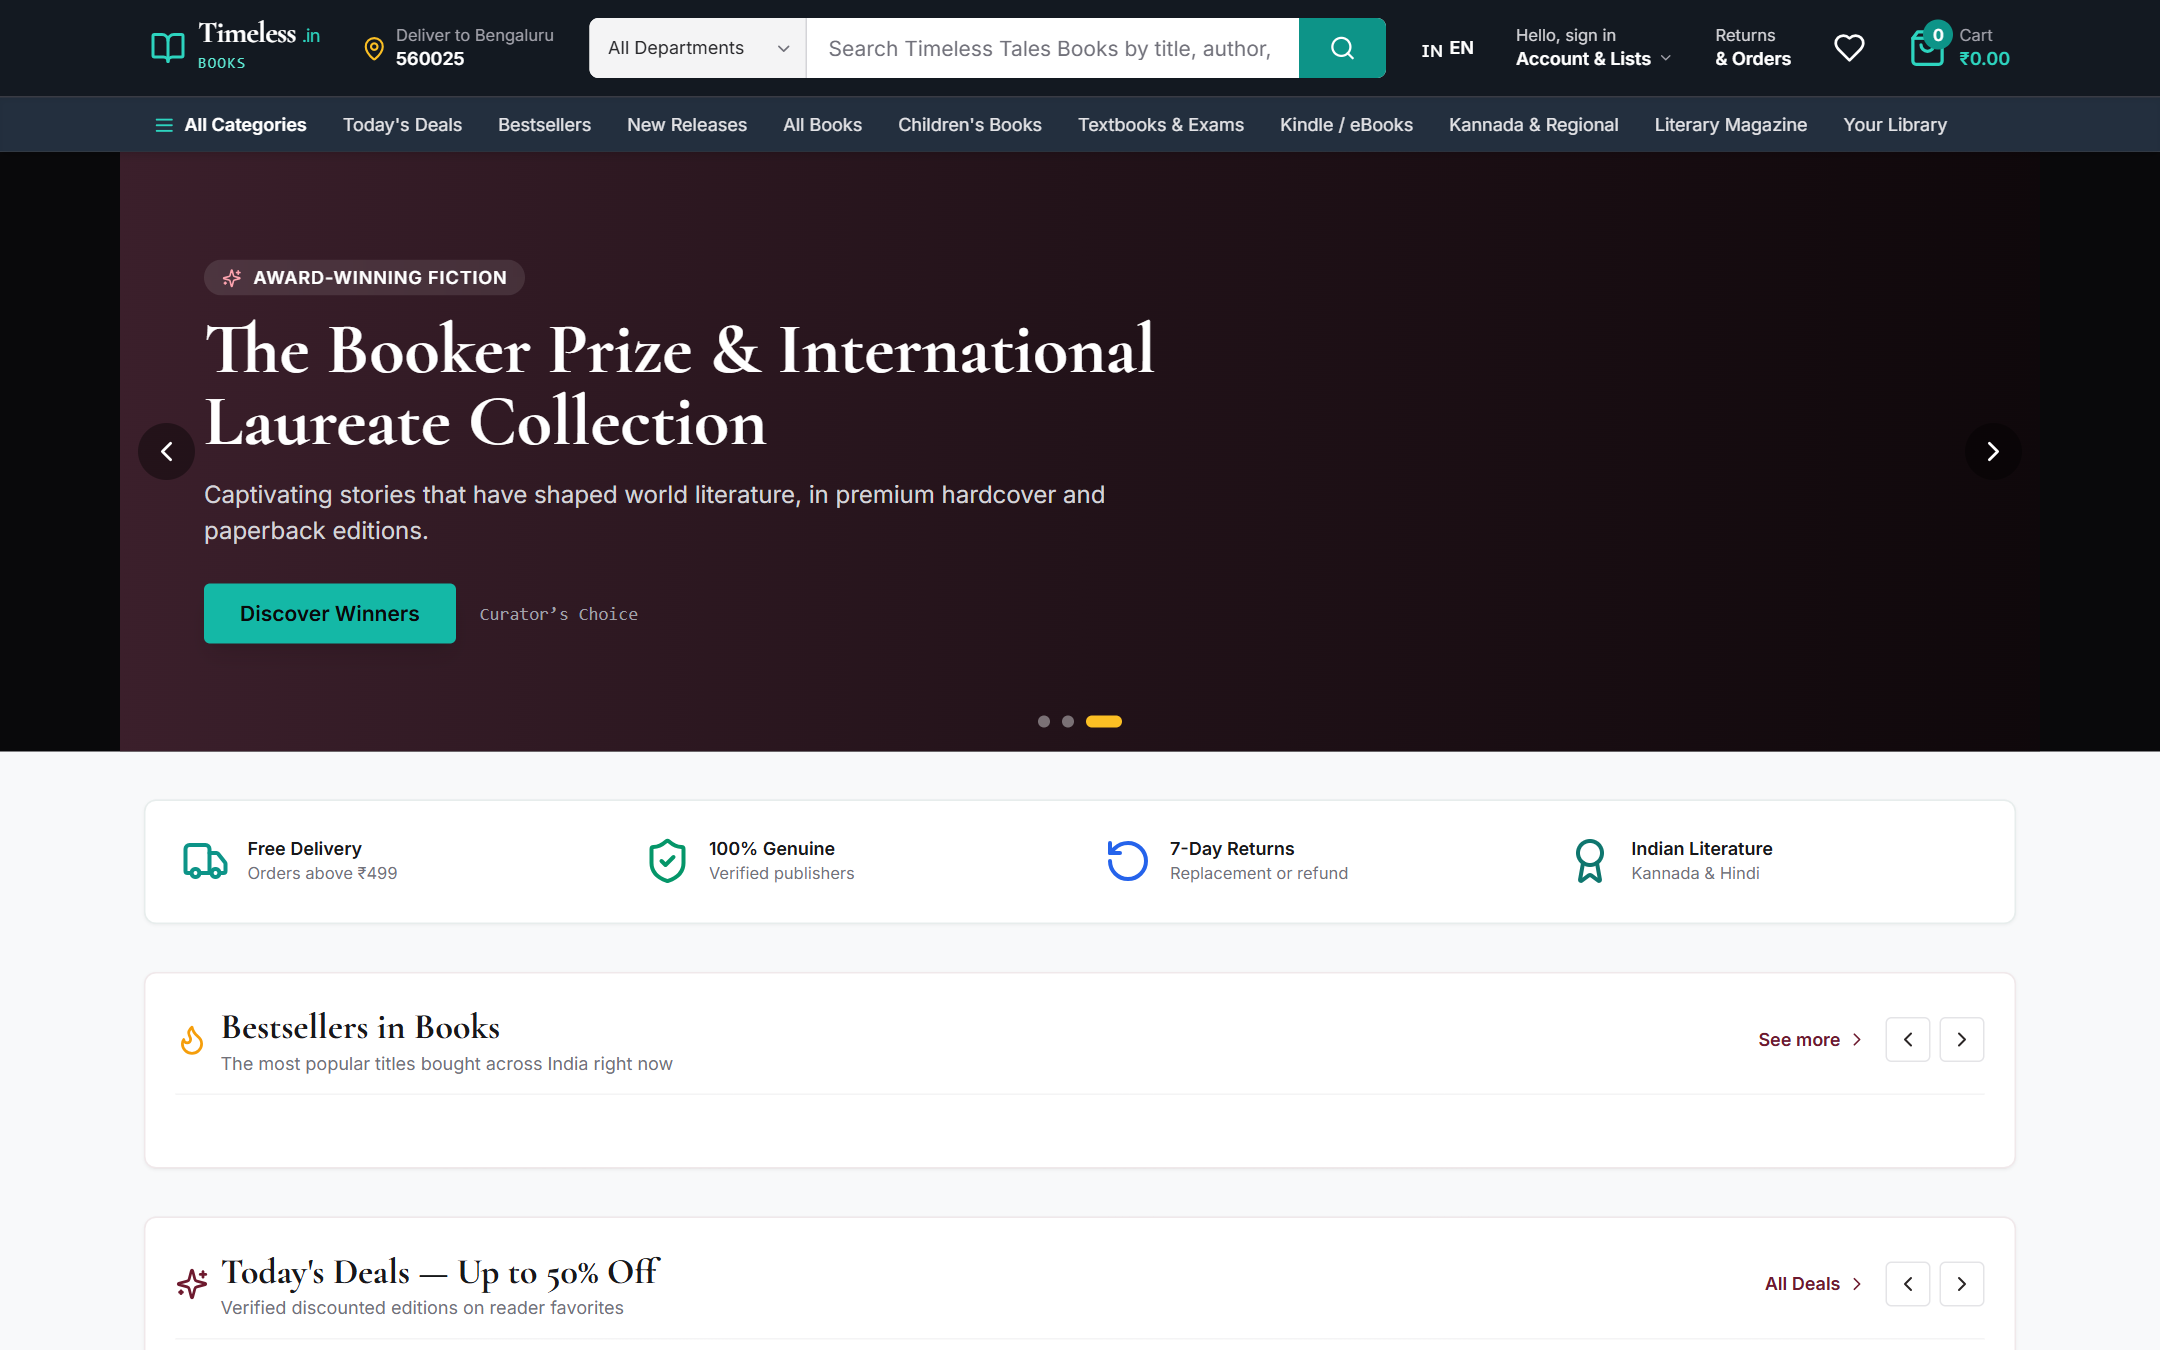 Timeless .in
BOOKS
Deliver to Bengaluru
560025
All Departments
Search Timeless Tales Books by title, author,
IN EN
Hello, sign in
Account & Lists
Returns
& Orders
0
Cart
₹0.00
All Categories
Today's Deals
Bestsellers
New Releases
All Books
Children's Books
Textbooks & Exams
Kindle / eBooks
Kannada & Regional
Literary Magazine
Your Library
AWARD-WINNING FICTION
The Booker Prize & International
Laureate Collection
Captivating stories that have shaped world literature, in premium hardcover and
paperback editions.
Discover Winners
Curator’s Choice
Free Delivery
Orders above ₹499
100% Genuine
Verified publishers
7-Day Returns
Replacement or refund
Indian Literature
Kannada & Hindi
Bestsellers in Books
The most popular titles bought across India right now
See more
Today's Deals — Up to 50% Off
Verified discounted editions on reader favorites
All Deals